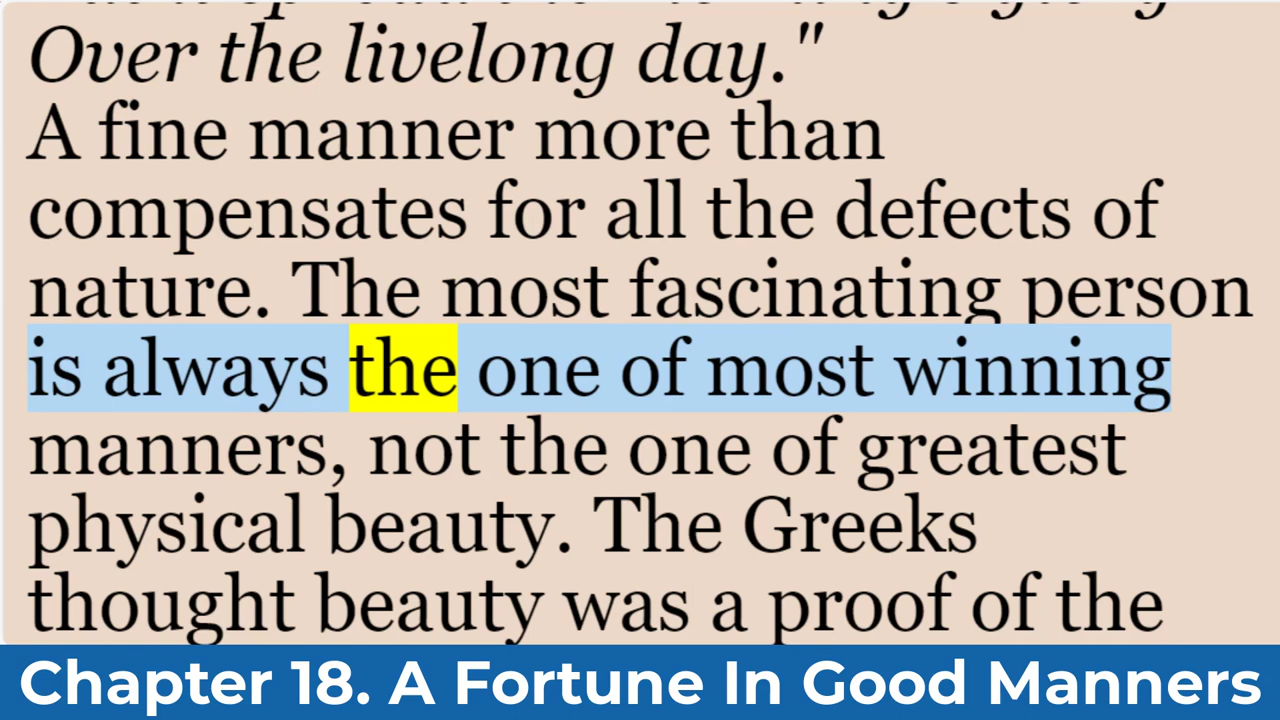 Over the livelong day."
A fine manner more than
compensates for all the defects of
nature. The most fascinating person
is always the one of most winning
manners, not the one of greatest
physical beauty. The Greeks
thought beauty was a proof of the
Chapter 18. A Fortune In Good Manners